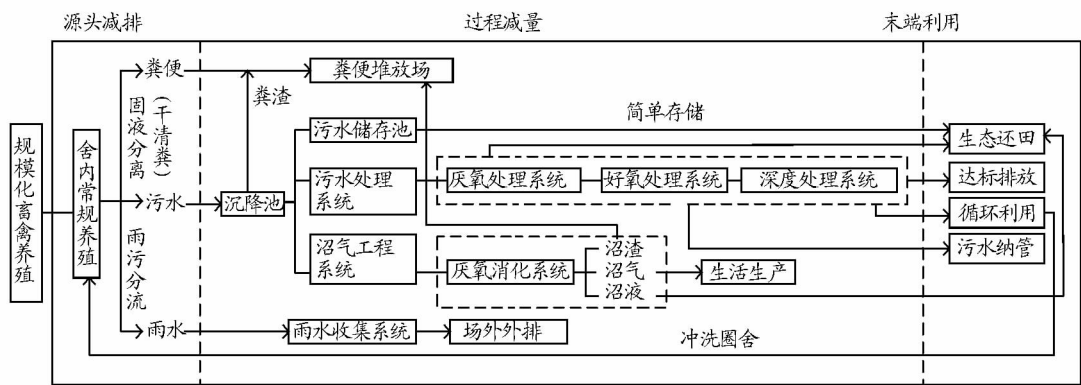 源头减排
过程减量
末端利用
规模化畜禽养殖
舍内常规养殖
粪便
固液分离
(干清粪)
污水
雨污分流
雨水
粪渣
沉降池
粪便堆放场
污水储存池
简单存储
污水处理
系统
厌氧处理系统
好氧处理系统
深度处理系统
沼气工程
系统
厌氧消化系统
沼渣
沼气
沼液
生活生产
雨水收集系统
场外外排
冲洗圈舍
生态还田
达标排放
循环利用
污水纳管